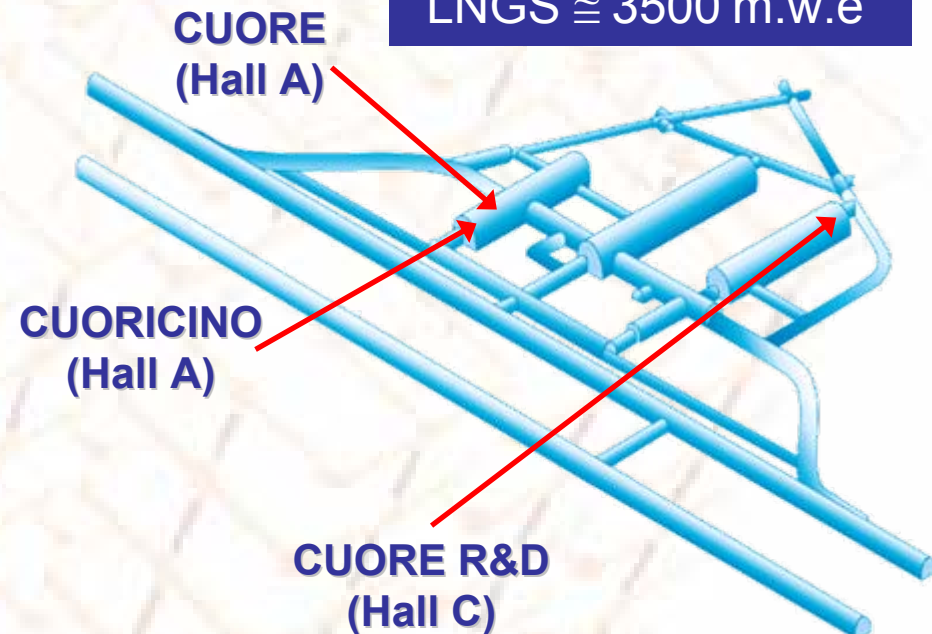 CUORE
(Hall A)
LNGS ≅ 3500 m.w.e
CUORICINO
(Hall A)
CUORE R&D
(Hall C)